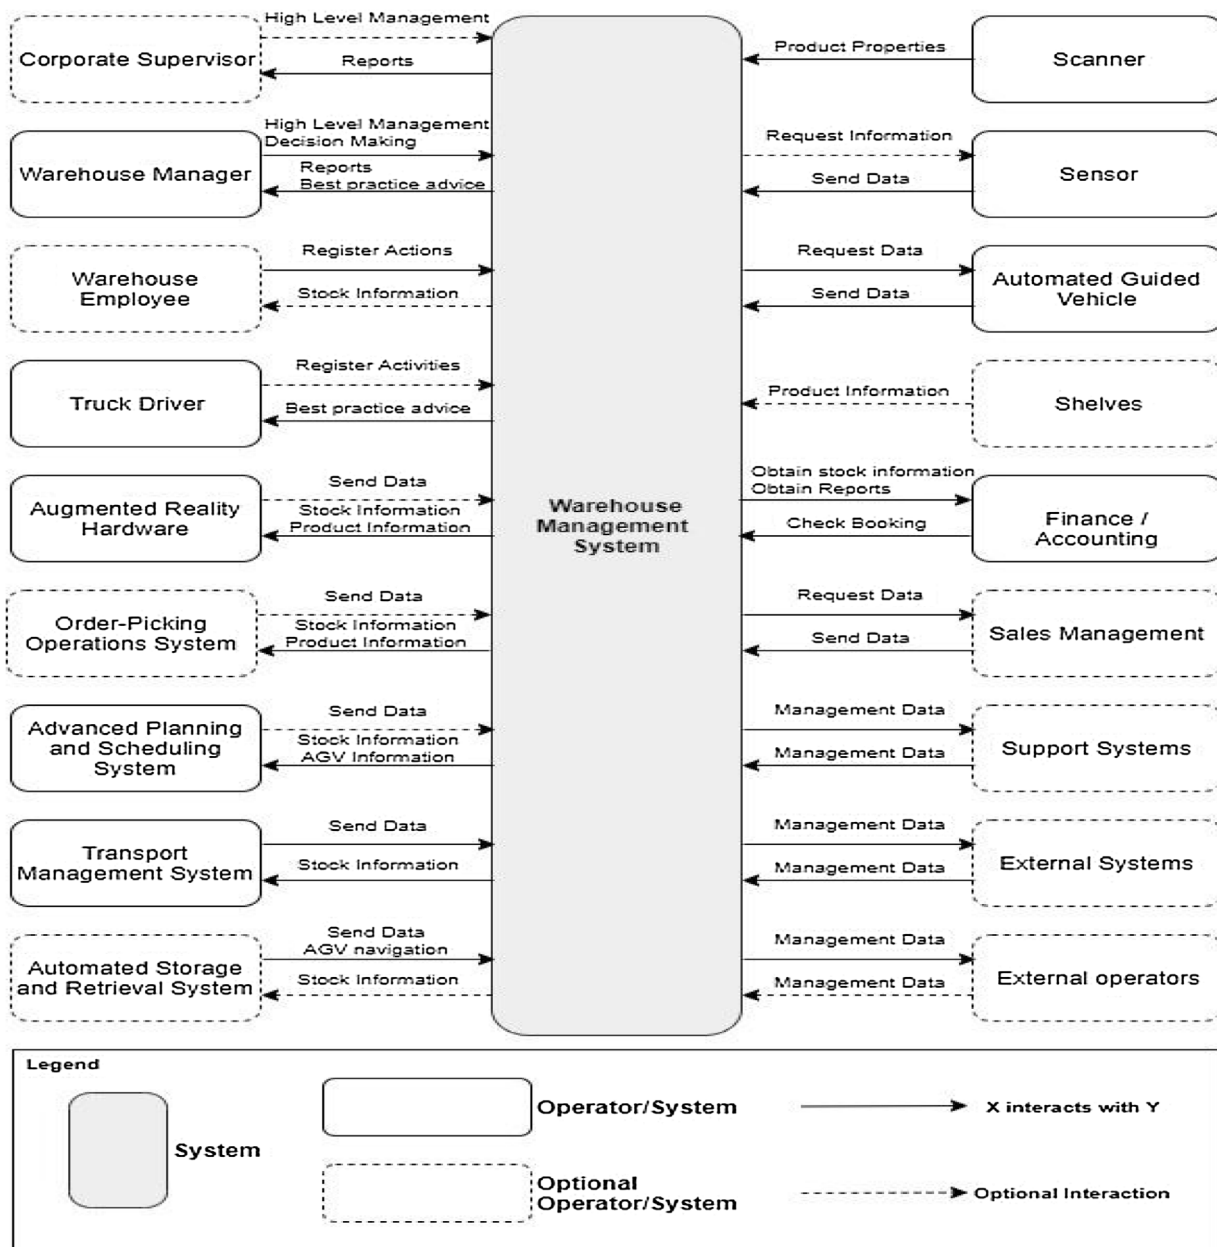 High Level Management
Corporate Supervisor
Reports
High Level Management
Decision Making
Warehouse Manager
Reports
Best practice advice
Register Actions
Warehouse
Employee
Stock Information
Register Activities
Truck Driver
Best practice advice
Send Data
Augmented Reality
Hardware
Stock Information
Product Information
Send Data
Order-Picking
Operations System
Stock Information
Product Information
Send Data
Advanced Planning
and Scheduling
System
Stock Information
AGV Information
Send Data
Transport
Management System
Stock Information
Send Data
AGV navigation
Automated Storage
and Retrieval System
Stock Information
Warehouse
Management
System
Product Properties
Scanner
Request Information
Sensor
Send Data
Request Data
Automated Guided
Vehicle
Send Data
Product Information
Shelves
Obtain stock information
Obtain Reports
Finance /
Accounting
Check Booking
Request Data
Sales Management
Send Data
Management Data
Support Systems
Management Data
Management Data
External Systems
Management Data
Management Data
External operators
Management Data
Legend
System
Operator/System
Optional
Operator/System
X interacts with Y
Optional Interaction